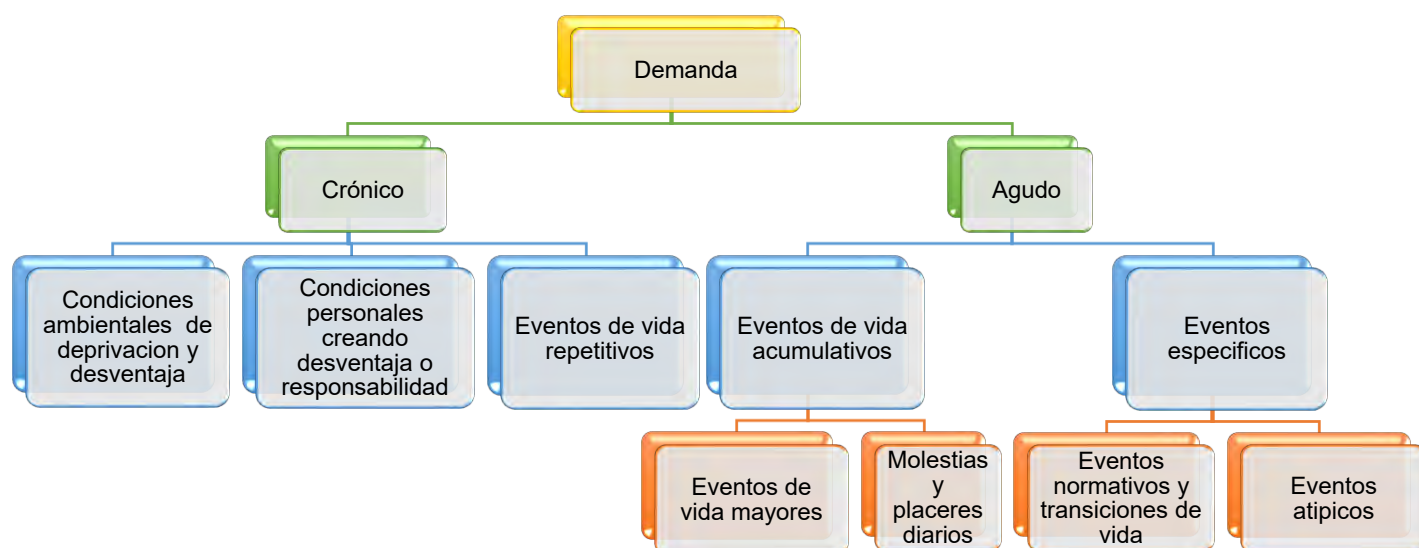 Demanda
Crónico
Agudo
Condiciones
ambientales de
deprivacion y
desventaja
Condiciones
personales
creando
desventaja o
responsabilidad
Eventos de vida
repetitivos
Eventos de vida
acumulativos
Eventos
especificos
Eventos de
vida mayores
Molestias
y
placeres
diarios
Eventos
normativos y
transiciones de
vida
Eventos
atipicos